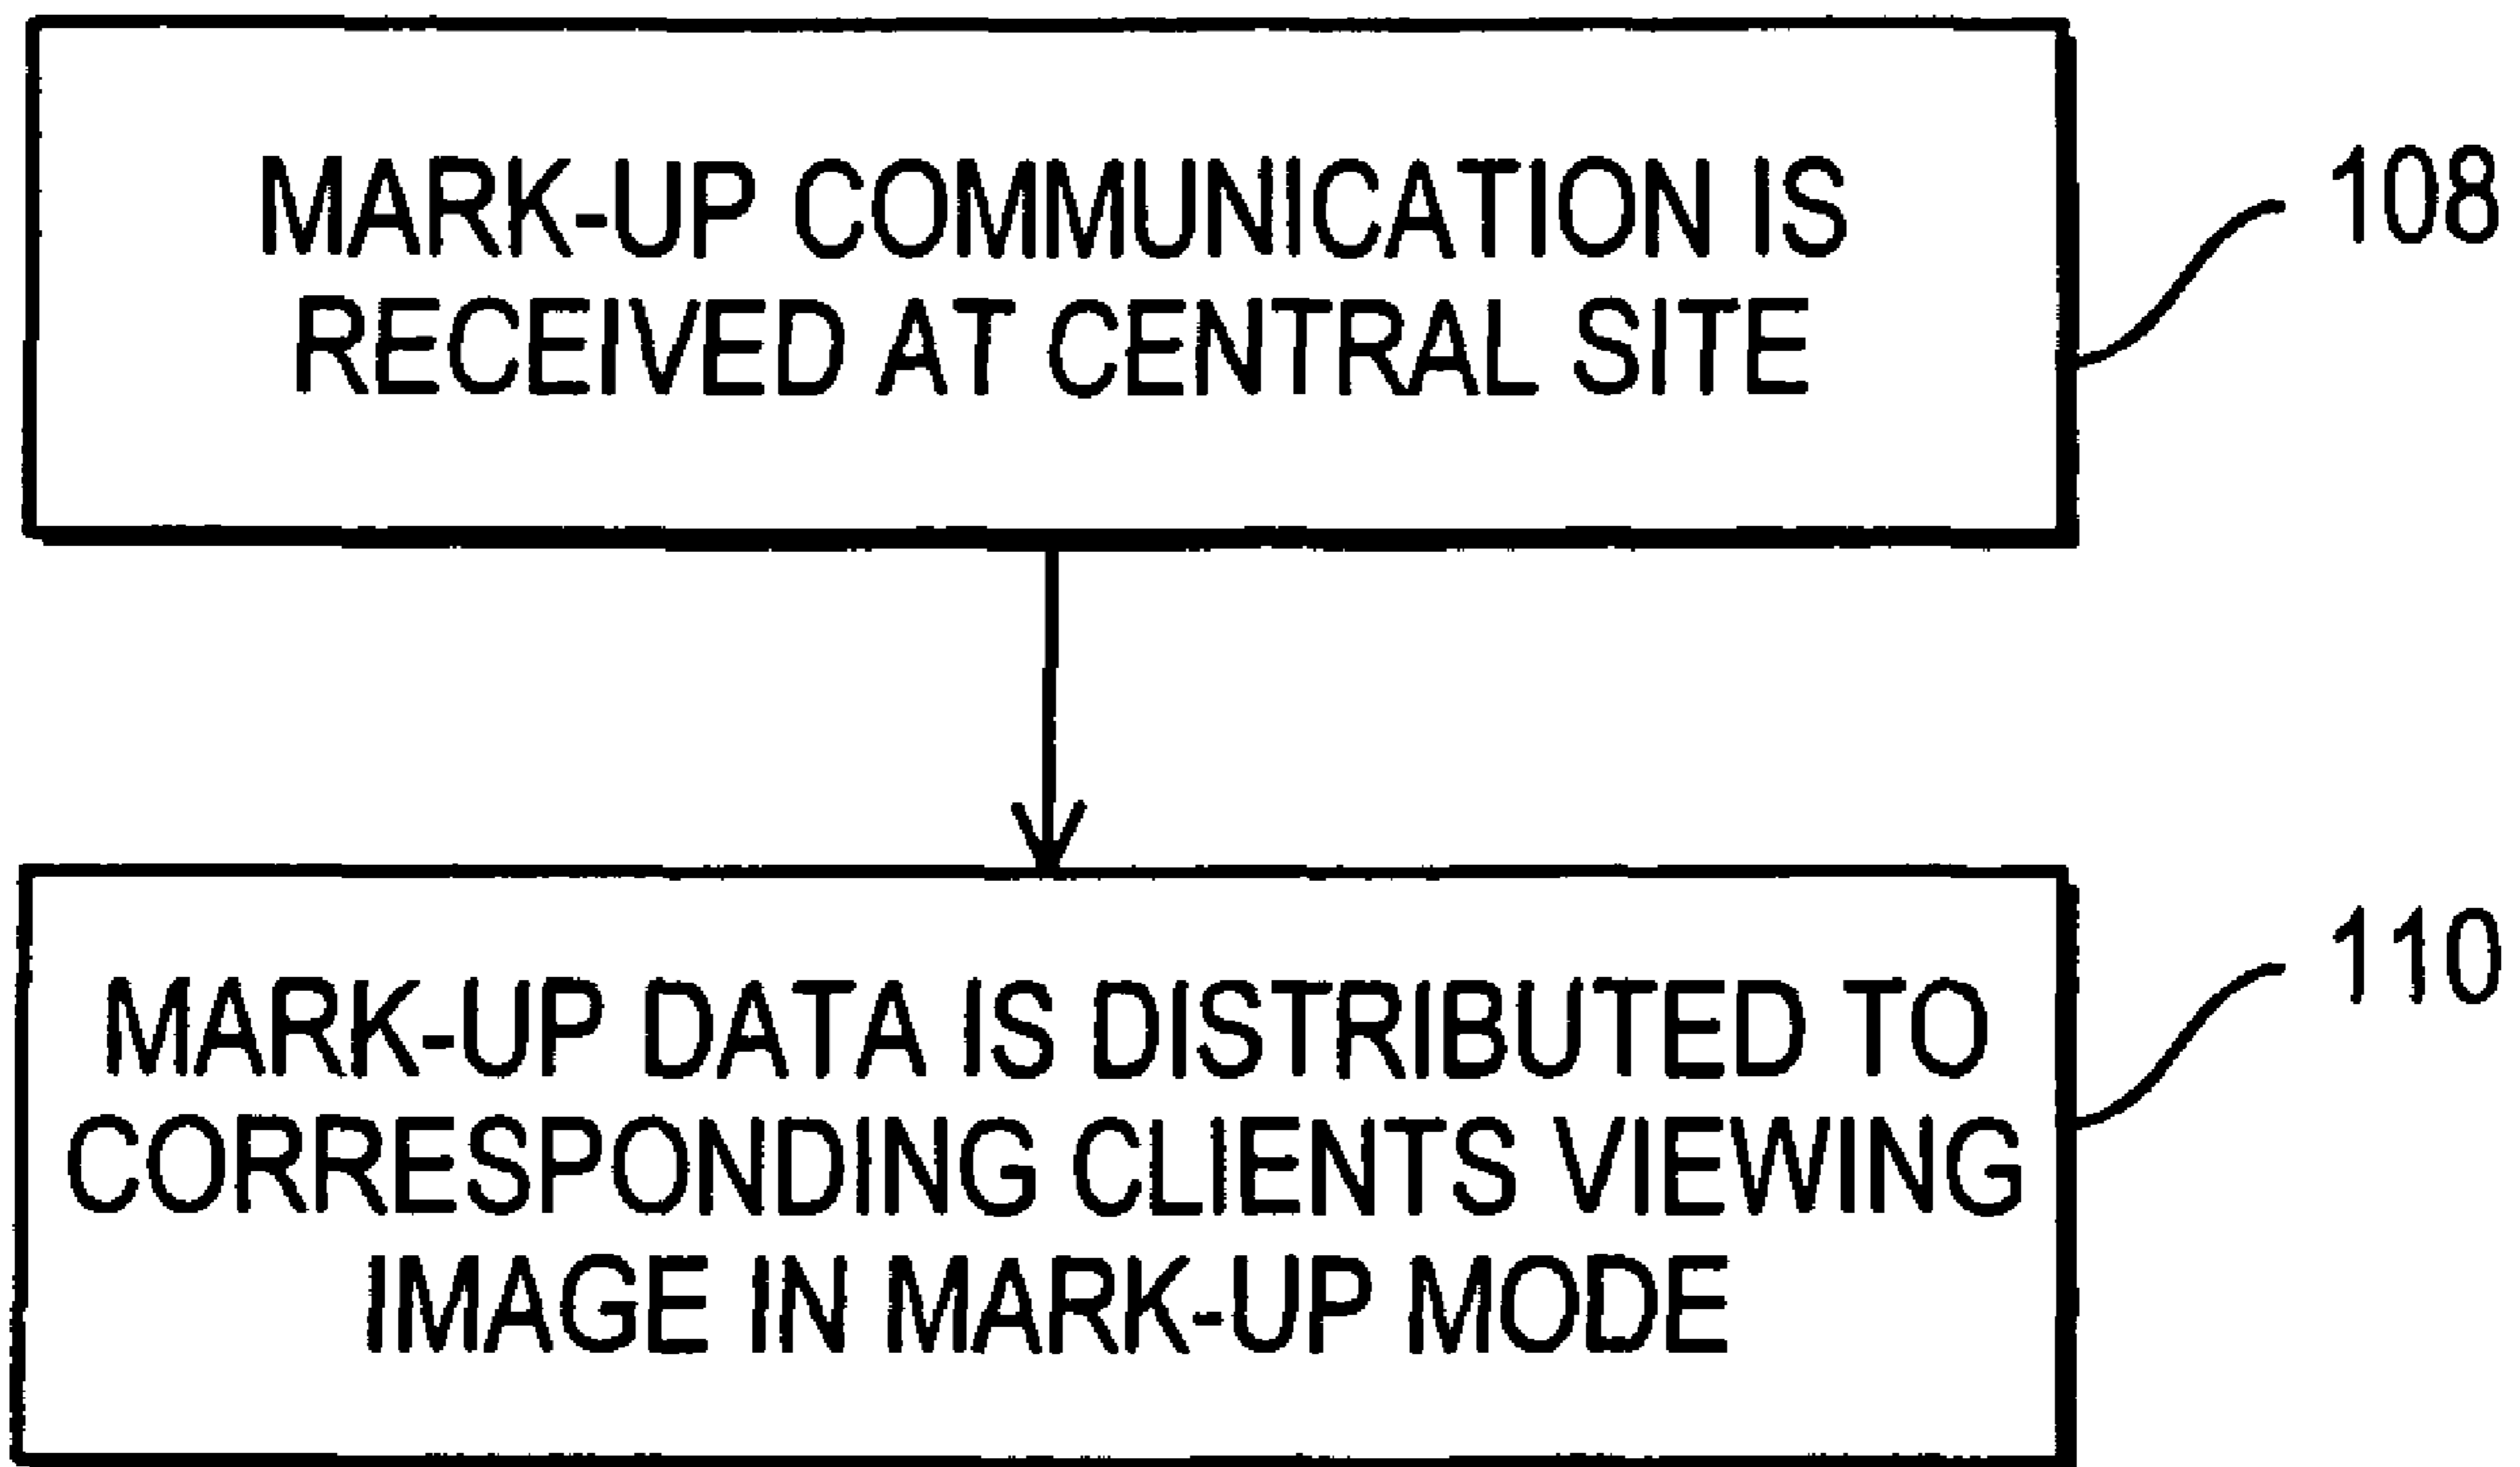 MARK-UP COMMUNICATION IS
RECEIVED AT CENTRAL SITE
108
MARK-UP DATA IS DISTRIBUTED TO
CORRESPONDING CLIENTS VIEWING
IMAGE IN MARK-UP MODE
110